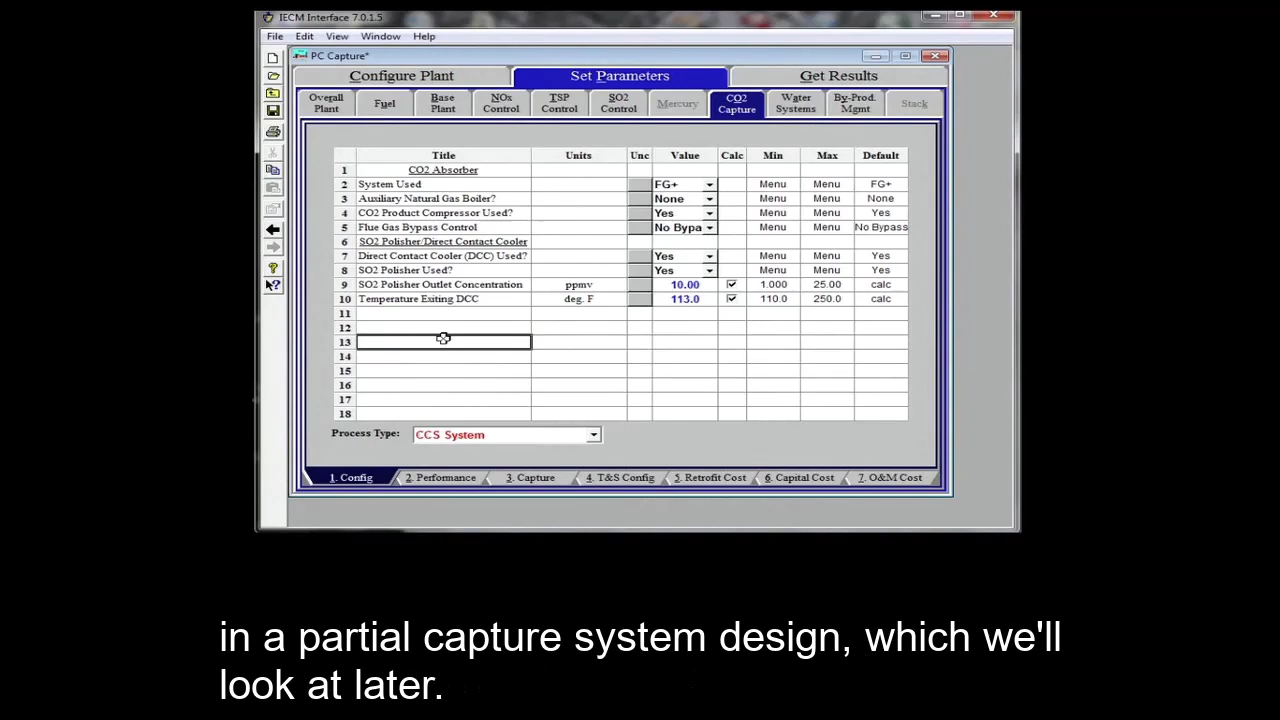 IECM Interface 7.0.1.5
File Edit View Window Help
PC Capture*
Configure Plant Set Parameters Get Results
Overall Plant Fuel Base Plant NOx Control TSP Control SO2 Control Mercury CO2 Capture Water Systems By-Prod. Mgmt Stack
Title Units Unc Value Calc Min Max Default
1 CO2 Absorber
2 System Used FG+ Menu Menu FG+
3 Auxiliary Natural Gas Boiler? None Menu Menu None
4 CO2 Product Compressor Used? Yes Menu Menu Yes
5 Flue Gas Bypass Control No Bypa Menu Menu No Bypass
6 SO2 Polisher/Direct Contact Cooler
7 Direct Contact Cooler (DCC) Used? Yes Menu Menu Yes
8 SO2 Polisher Used? Yes Menu Menu Yes
9 SO2 Polisher Outlet Concentration ppmv 10.00 1.000 25.00 calc
10 Temperature Exiting DCC deg. F 113.0 110.0 250.0 calc
11
12
13
14
15
16
17
18
Process Type: CCS System
1. Config 2. Performance 3. Capture 4. T&S Config 5. Retrofit Cost 6. Capital Cost 7. O&M Cost
in a partial capture system design, which we'll
look at later.